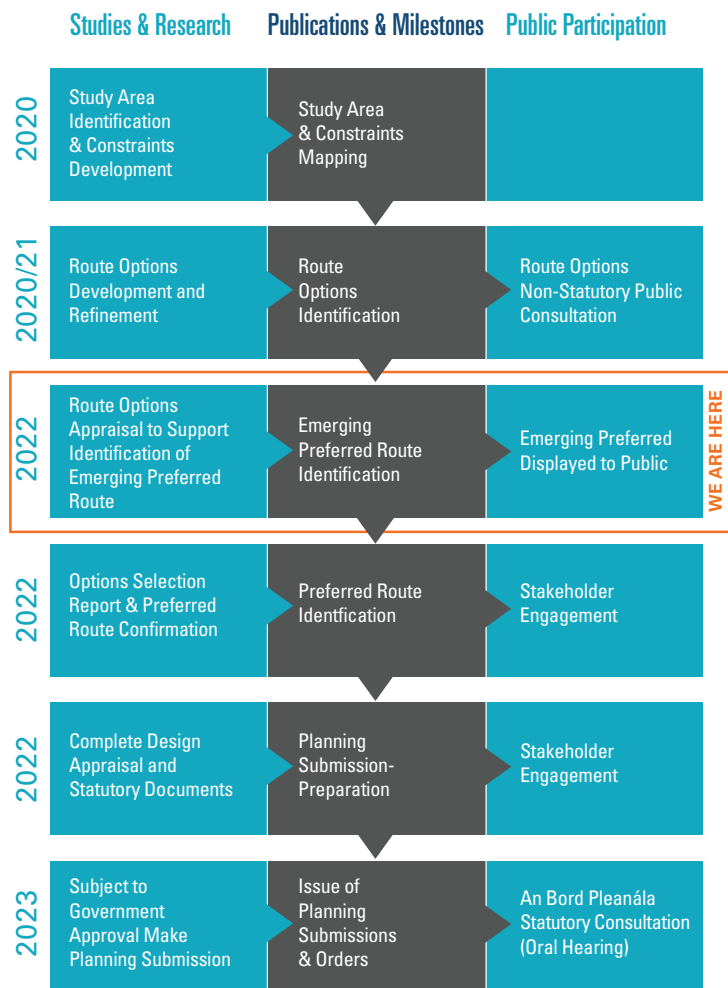 Studies & Research
Publications & Milestones
Public Participation
2020
Study Area
Identification
& Constraints
Development
Study Area
& Constraints
Mapping
2020/21
Route Options
Development and
Refinement
Route
Options
Identification
Route Options
Non-Statutory Public
Consultation
2022
Route Options
Appraisal to Support
Identification of
Emerging Preferred
Route
Emerging
Preferred Route
Identification
Emerging Preferred
Displayed to Public
WE ARE HERE
2022
Options Selection
Report & Preferred
Route Confirmation
Preferred Route
Identfication
Stakeholder
Engagement
2022
Complete Design
Appraisal and
Statutory Documents
Planning
Submission-
Preparation
Stakeholder
Engagement
2023
Subject to
Government
Approval Make
Planning Submission
Issue of
Planning
Submissions
& Orders
An Bord Pleanála
Statutory Consultation
(Oral Hearing)